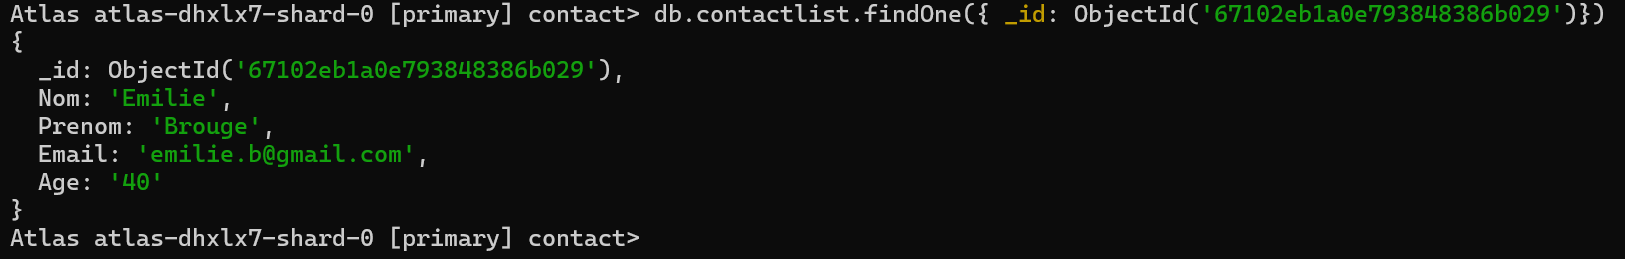 Atlas atlas-dhxlx7-shard-0 [primary] contact> db.contactlist.findOne({ _id: ObjectId('67102eb1a0e793848386b029')})
{
  _id: ObjectId('67102eb1a0e793848386b029'),
  Nom: 'Emilie',
  Prenom: 'Brouge',
  Email: 'emilie.b@gmail.com',
  Age: '40'
}
Atlas atlas-dhxlx7-shard-0 [primary] contact>